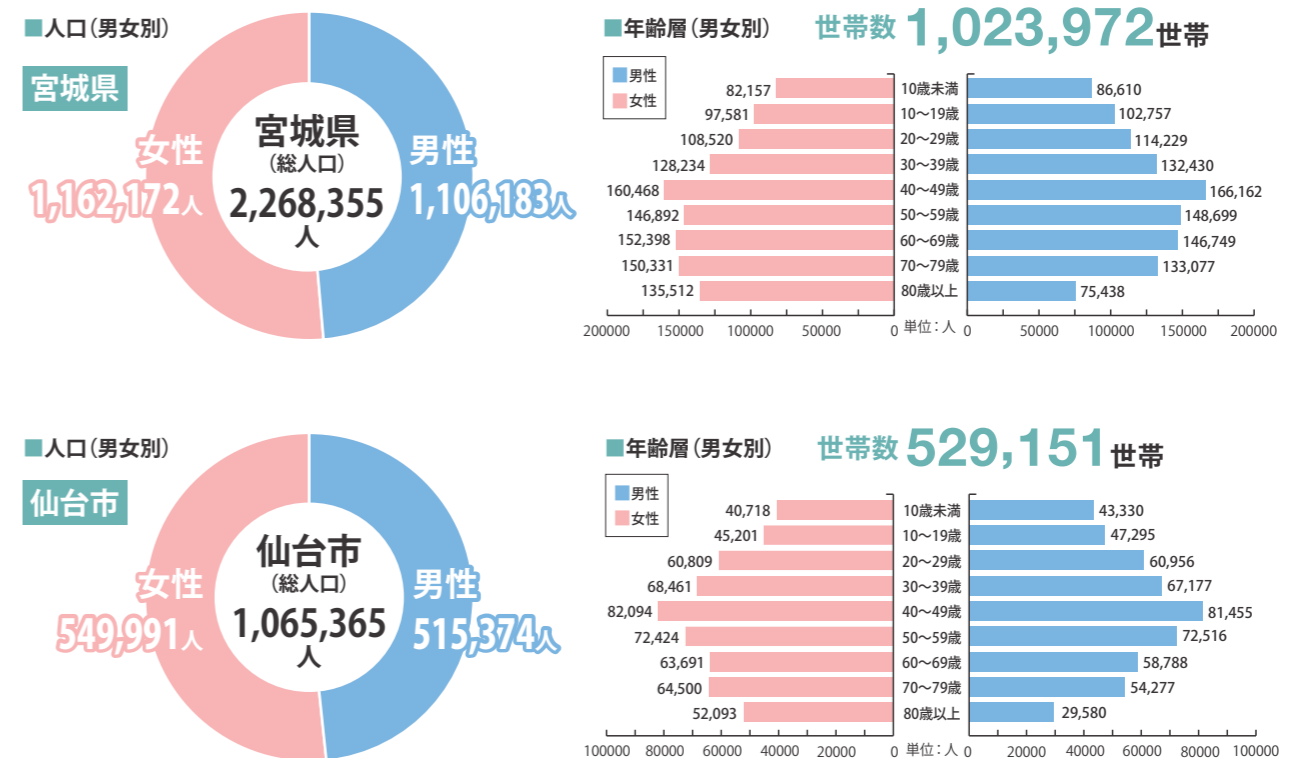 ■人口（男女別）
宮城県
宮城県
（総人口）
2,268,355
人
女性
1,162,172人
男性
1,106,183人
■年齢層（男女別）
世帯数 1,023,972世帯
男性
女性
82,157 10歳未満 86,610
97,581 10〜19歳 102,757
108,520 20〜29歳 114,229
128,234 30〜39歳 132,430
160,468 40〜49歳 166,162
146,892 50〜59歳 148,699
152,398 60〜69歳 146,749
150,331 70〜79歳 133,077
135,512 80歳以上 75,438
200000 150000 100000 50000 0 単位：人 0 50000 100000 150000 200000
■人口（男女別）
仙台市
仙台市
（総人口）
1,065,365
人
女性
549,991人
男性
515,374人
■年齢層（男女別）
世帯数 529,151世帯
男性
女性
40,718 10歳未満 43,330
45,201 10〜19歳 47,295
60,809 20〜29歳 60,956
68,461 30〜39歳 67,177
82,094 40〜49歳 81,455
72,424 50〜59歳 72,516
63,691 60〜69歳 58,788
64,500 70〜79歳 54,277
52,093 80歳以上 29,580
100000 80000 60000 40000 20000 0 単位：人 0 20000 40000 60000 80000 100000